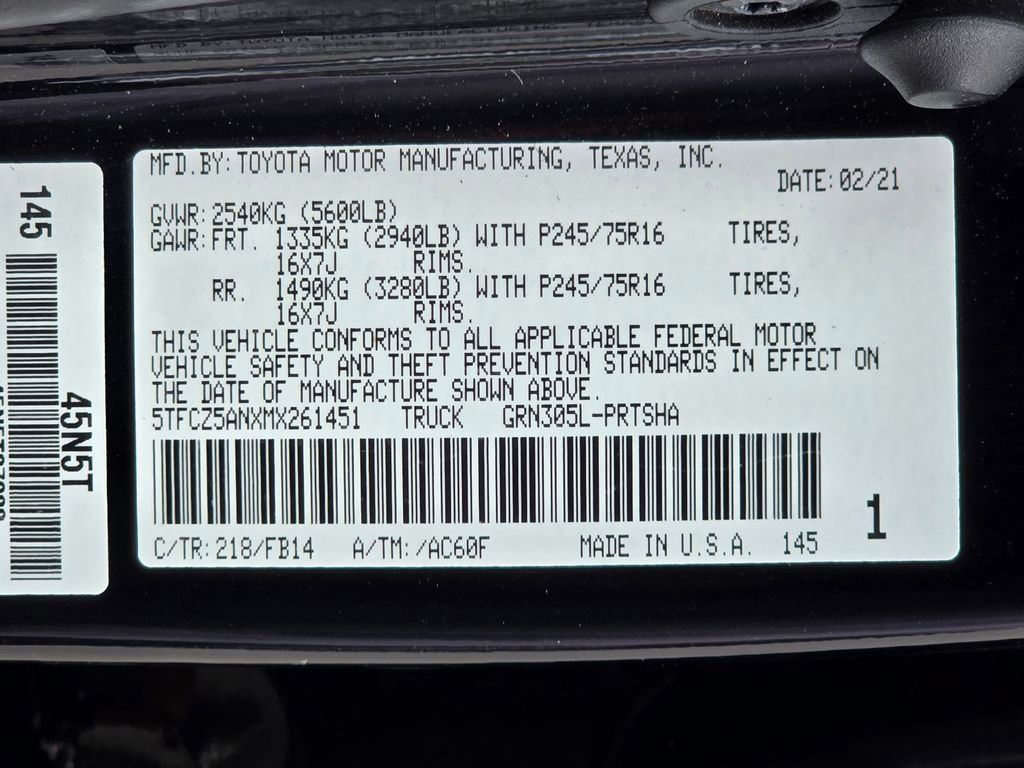 MFD.BY:TOYOTA MOTOR MANUFACTURING, TEXAS, INC.
DATE:02/21
GVWR:2540KG (5600LB)
GAWR:FRT. 1335KG (2940LB) WITH P245/75R16 TIRES,
16X7J RIMS.
RR. 1490KG (3280LB) WITH P245/75R16 TIRES,
16X7J RIMS.
THIS VEHICLE CONFORMS TO ALL APPLICABLE FEDERAL MOTOR
VEHICLE SAFETY AND THEFT PREVENTION STANDARDS IN EFFECT ON
THE DATE OF MANUFACTURE SHOWN ABOVE.
5TFCZ5ANXMX261451 TRUCK GRN305L-PRTSHA
1
C/TR:218/FB14 A/TM:/AC60F MADE IN U.S.A. 145
145
45N5T